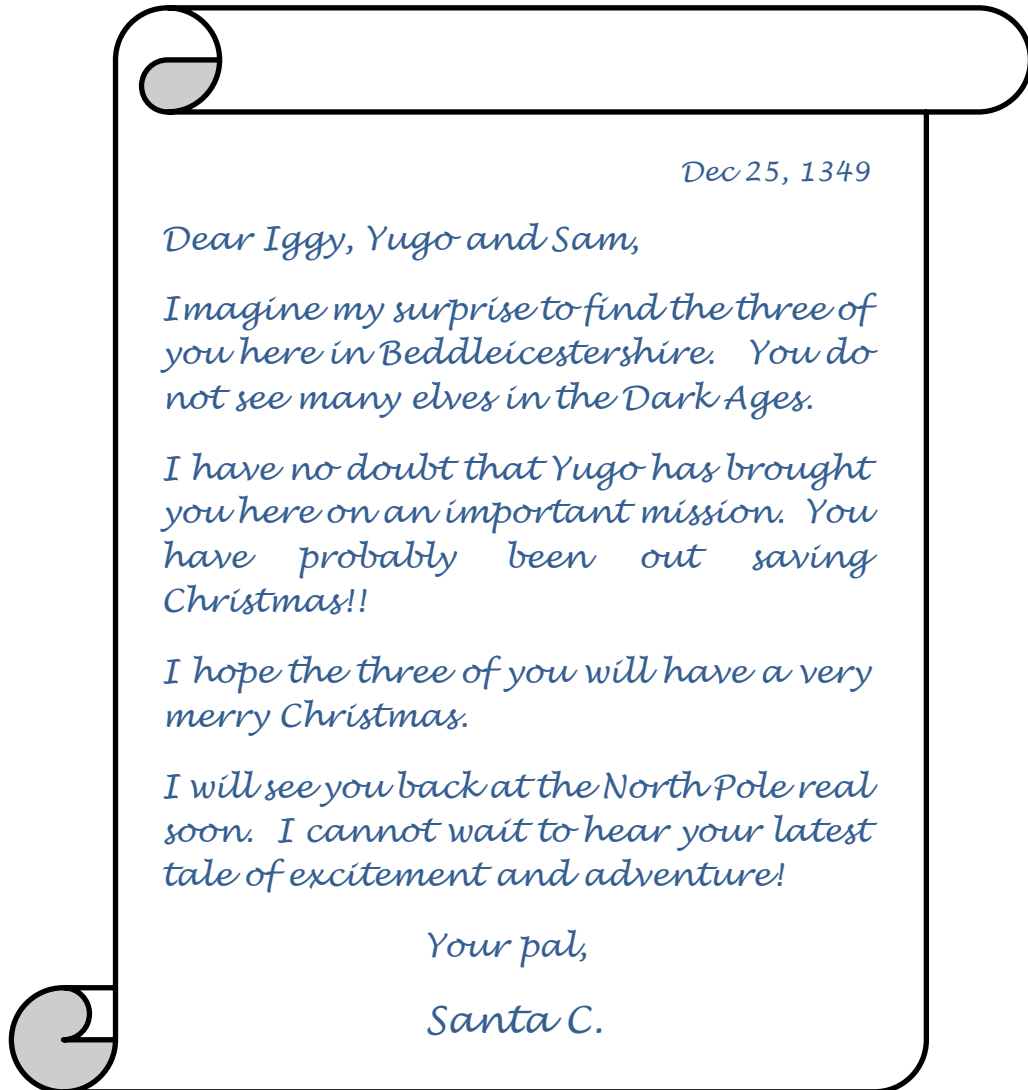 Dec 25, 1349
Dear Iggy, Yugo and Sam,
Imagine my surprise to find the three of
you here in Beddleicestershire. You do
not see many elves in the Dark Ages.
I have no doubt that Yugo has brought
you here on an important mission. You
have probably been out saving
Christmas!!
I hope the three of you will have a very
merry Christmas.
I will see you back at the North Pole real
soon. I cannot wait to hear your latest
tale of excitement and adventure!
Your pal,
Santa C.